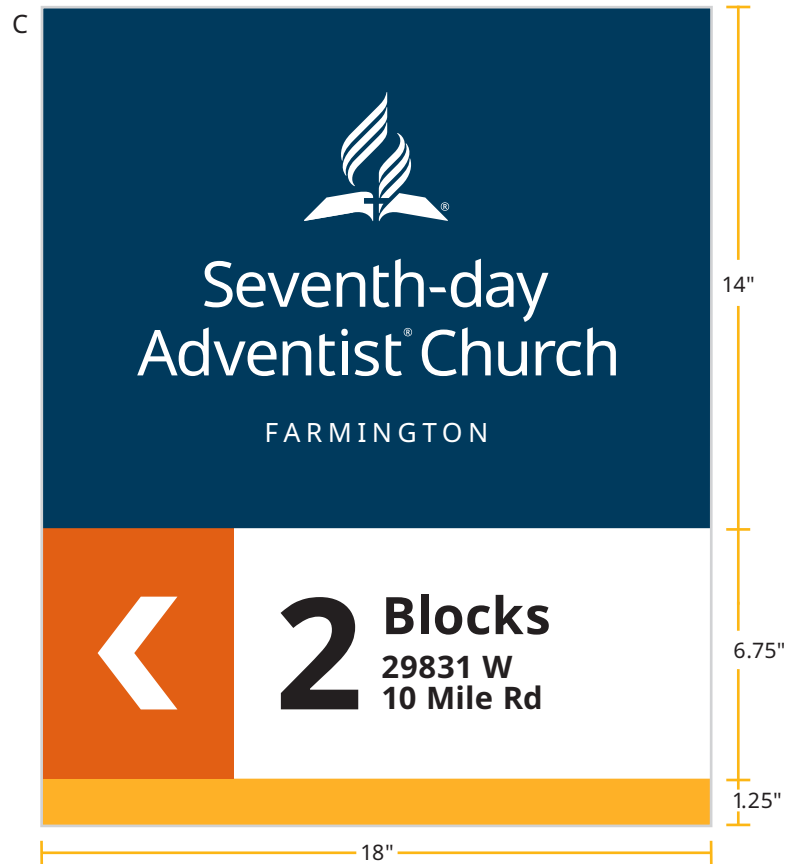 C
®
Seventh-day
Adventist® Church
FARMINGTON
14"
2 Blocks
29831 W
10 Mile Rd
6.75"
1.25"
18"